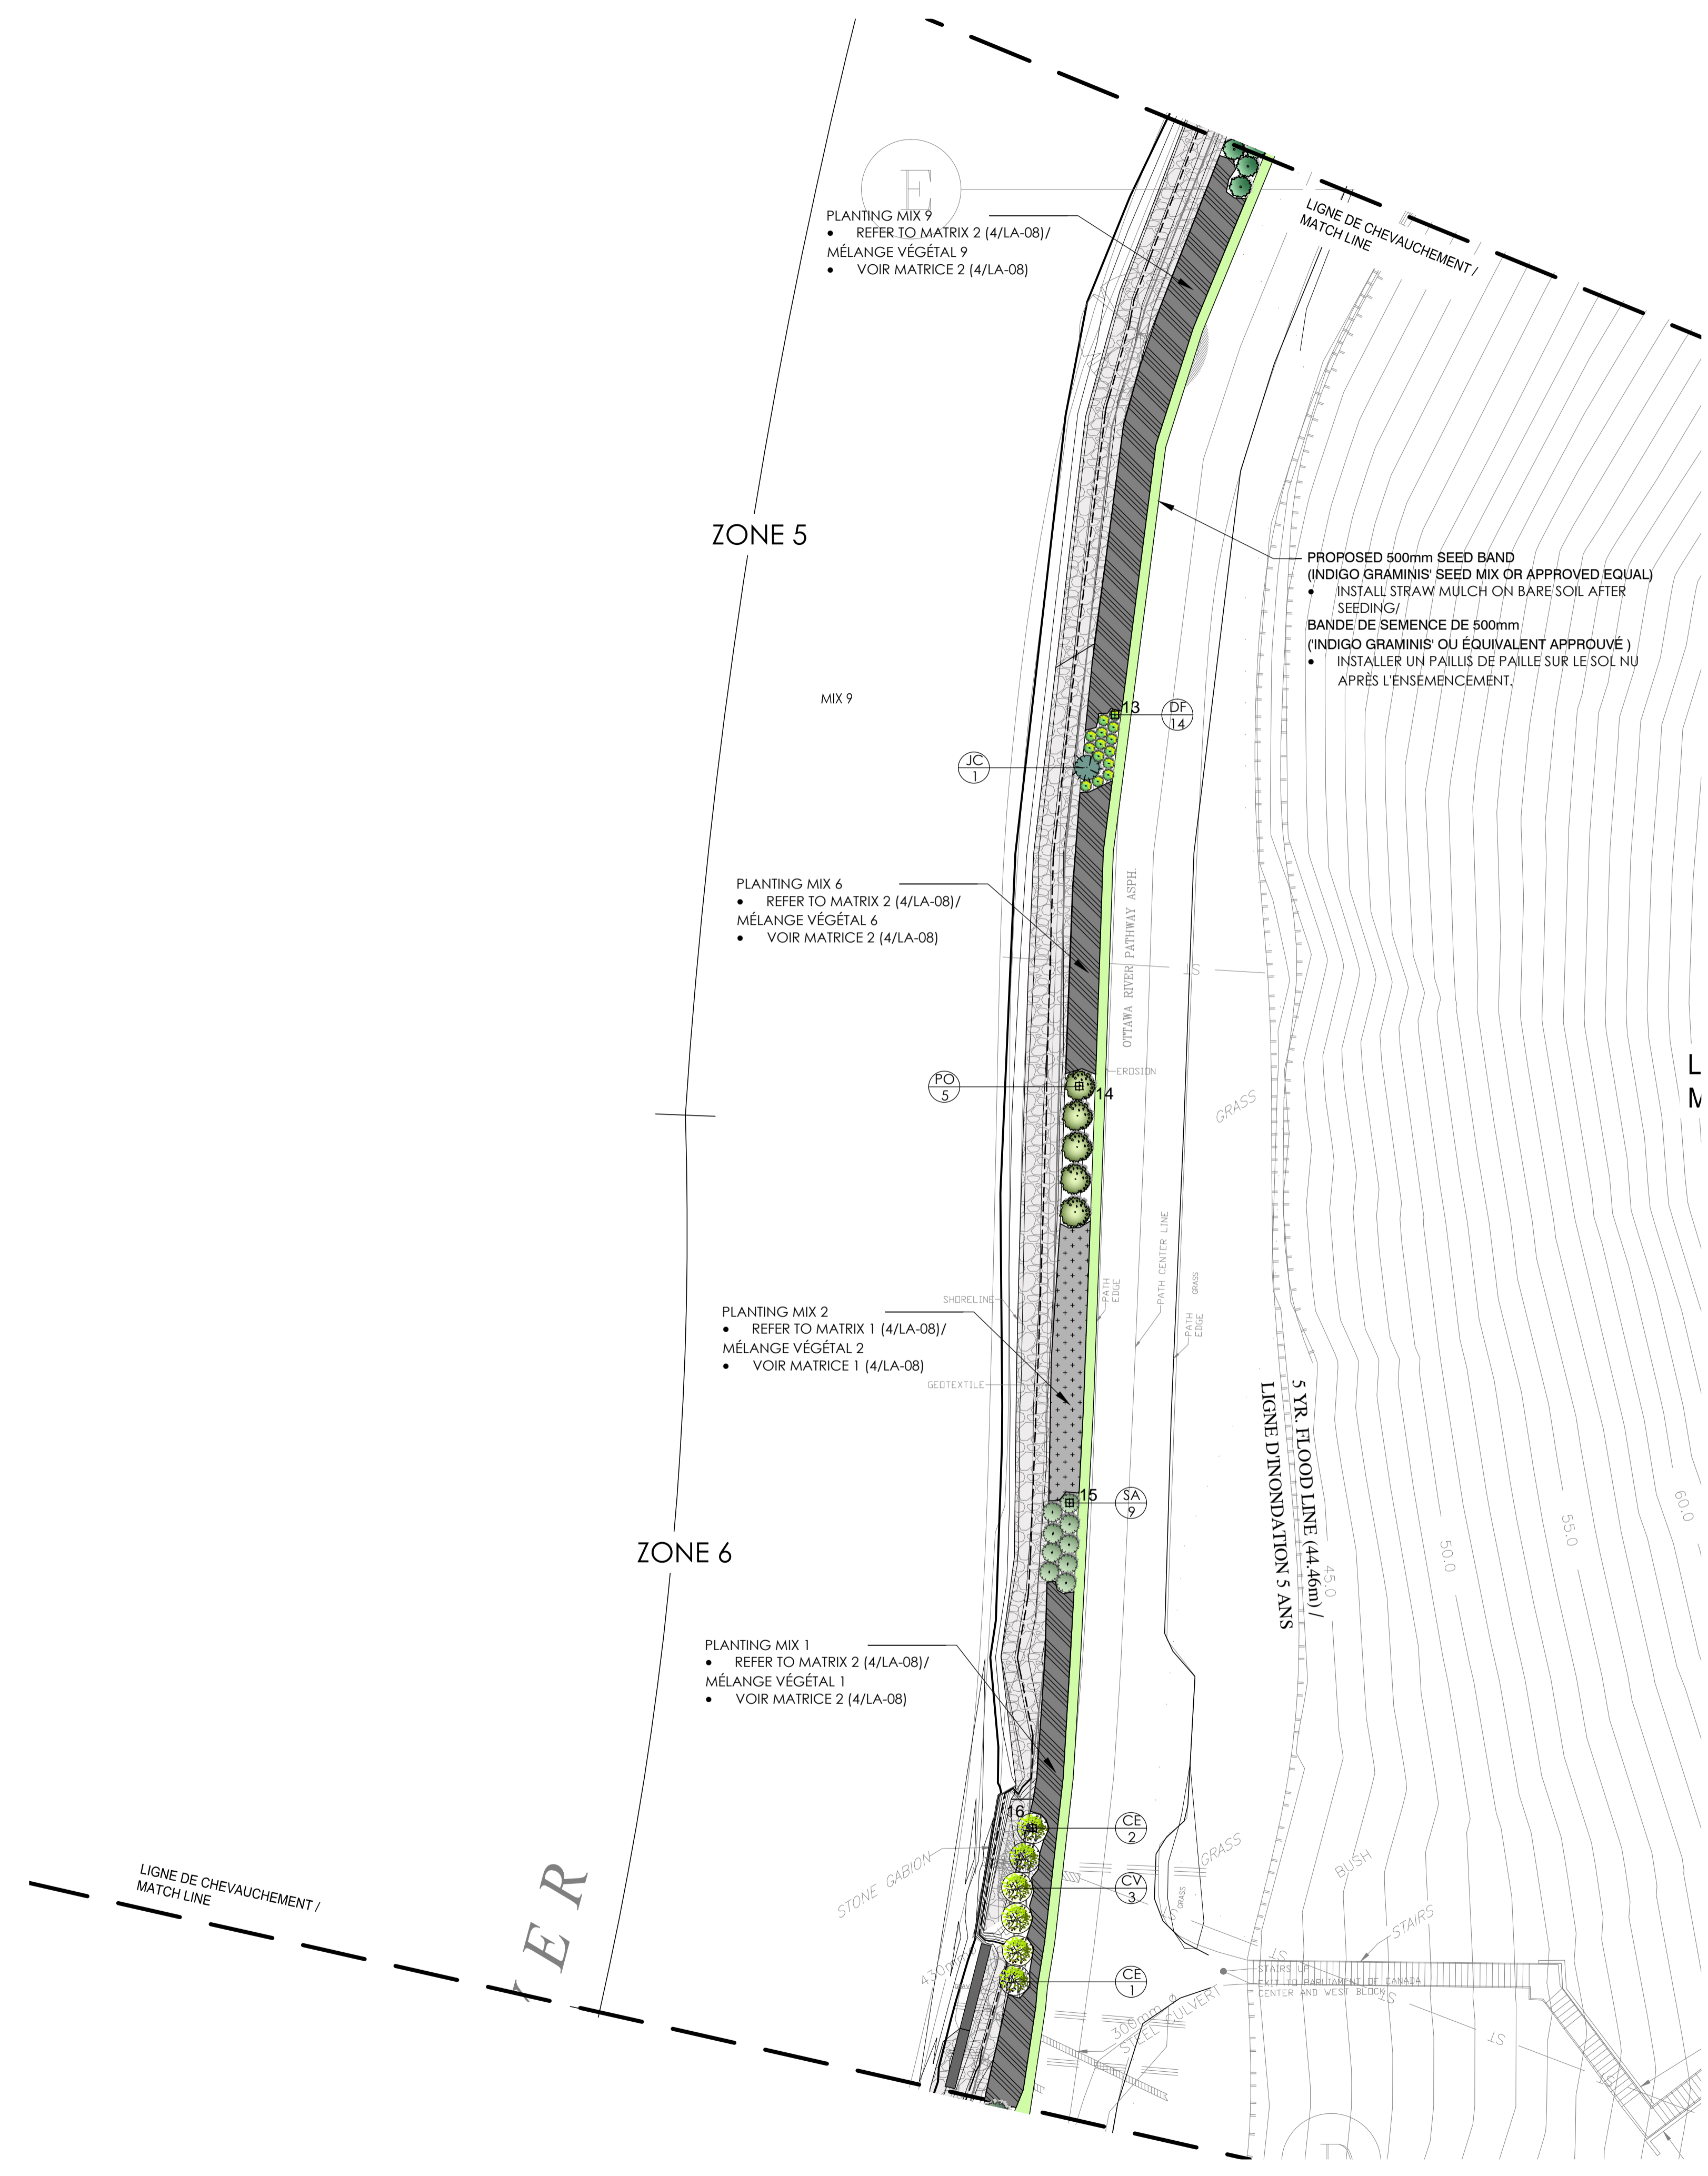 E
PLANTING MIX 9
• REFER TO MATRIX 2 (4/LA-08)/
MÉLANGE VÉGÉTAL 9
• VOIR MATRICE 2 (4/LA-08)
LIGNE DE CHEVAUCHEMENT /
MATCH LINE
ZONE 5
PROPOSED 500mm SEED BAND
(INDIGO GRAMINIS' SEED MIX OR APPROVED EQUAL)
• INSTALL STRAW MULCH ON BARE SOIL AFTER
SEEDING/
BANDE DE SEMENCE DE 500mm
('INDIGO GRAMINIS' OU ÉQUIVALENT APPROUVÉ )
• INSTALLER UN PAILLIS DE PAILLE SUR LE SOL NU
APRÈS L'ENSEMENCEMENT.
MIX 9
13
DF
14
JC
1
PLANTING MIX 6
• REFER TO MATRIX 2 (4/LA-08)/
MÉLANGE VÉGÉTAL 6
• VOIR MATRICE 2 (4/LA-08)
OTTAWA RIVER PATHWAY ASPH.
ST
EROSION
PO
5
14
GRASS
L
M
PATH CENTER LINE
PATH
EDGE
GRASS
PATH
EDGE
SHORELINE
PLANTING MIX 2
• REFER TO MATRIX 1 (4/LA-08)/
MÉLANGE VÉGÉTAL 2
• VOIR MATRICE 1 (4/LA-08)
GEOTEXTILE
5 YR. FLOOD LINE (44.46m) /
LIGNE D'INONDATION 5 ANS
45.0
50.0
55.0
60.0
15
SA
9
ZONE 6
PLANTING MIX 1
• REFER TO MATRIX 2 (4/LA-08)/
MÉLANGE VÉGÉTAL 1
• VOIR MATRICE 2 (4/LA-08)
16
CE
2
CV
3
CE
1
STONE GABION
GRASS
GRASS
BUSH
STAIRS
ST
ST
STAIRS UP
EXIT TO PARLIAMENT OF CANADA
CENTER AND WEST BLOCK
ST
ST
ST
300mm ø
STEEL CULVERT
LIGNE DE CHEVAUCHEMENT /
MATCH LINE
E R